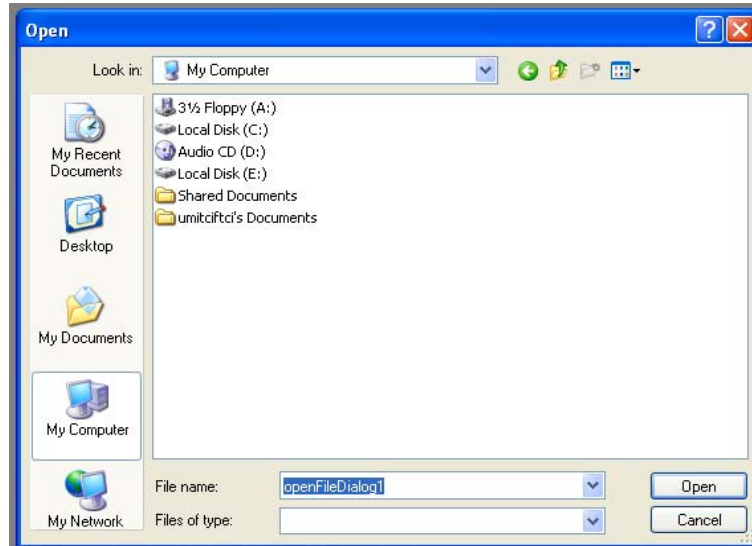 Open
Look in: My Computer
3½ Floppy (A:)
Local Disk (C:)
Audio CD (D:)
Local Disk (E:)
Shared Documents
umitciftci's Documents
My Recent
Documents
Desktop
My Documents
My Computer
My Network
File name: openFileDialog1 Open
Files of type: Cancel